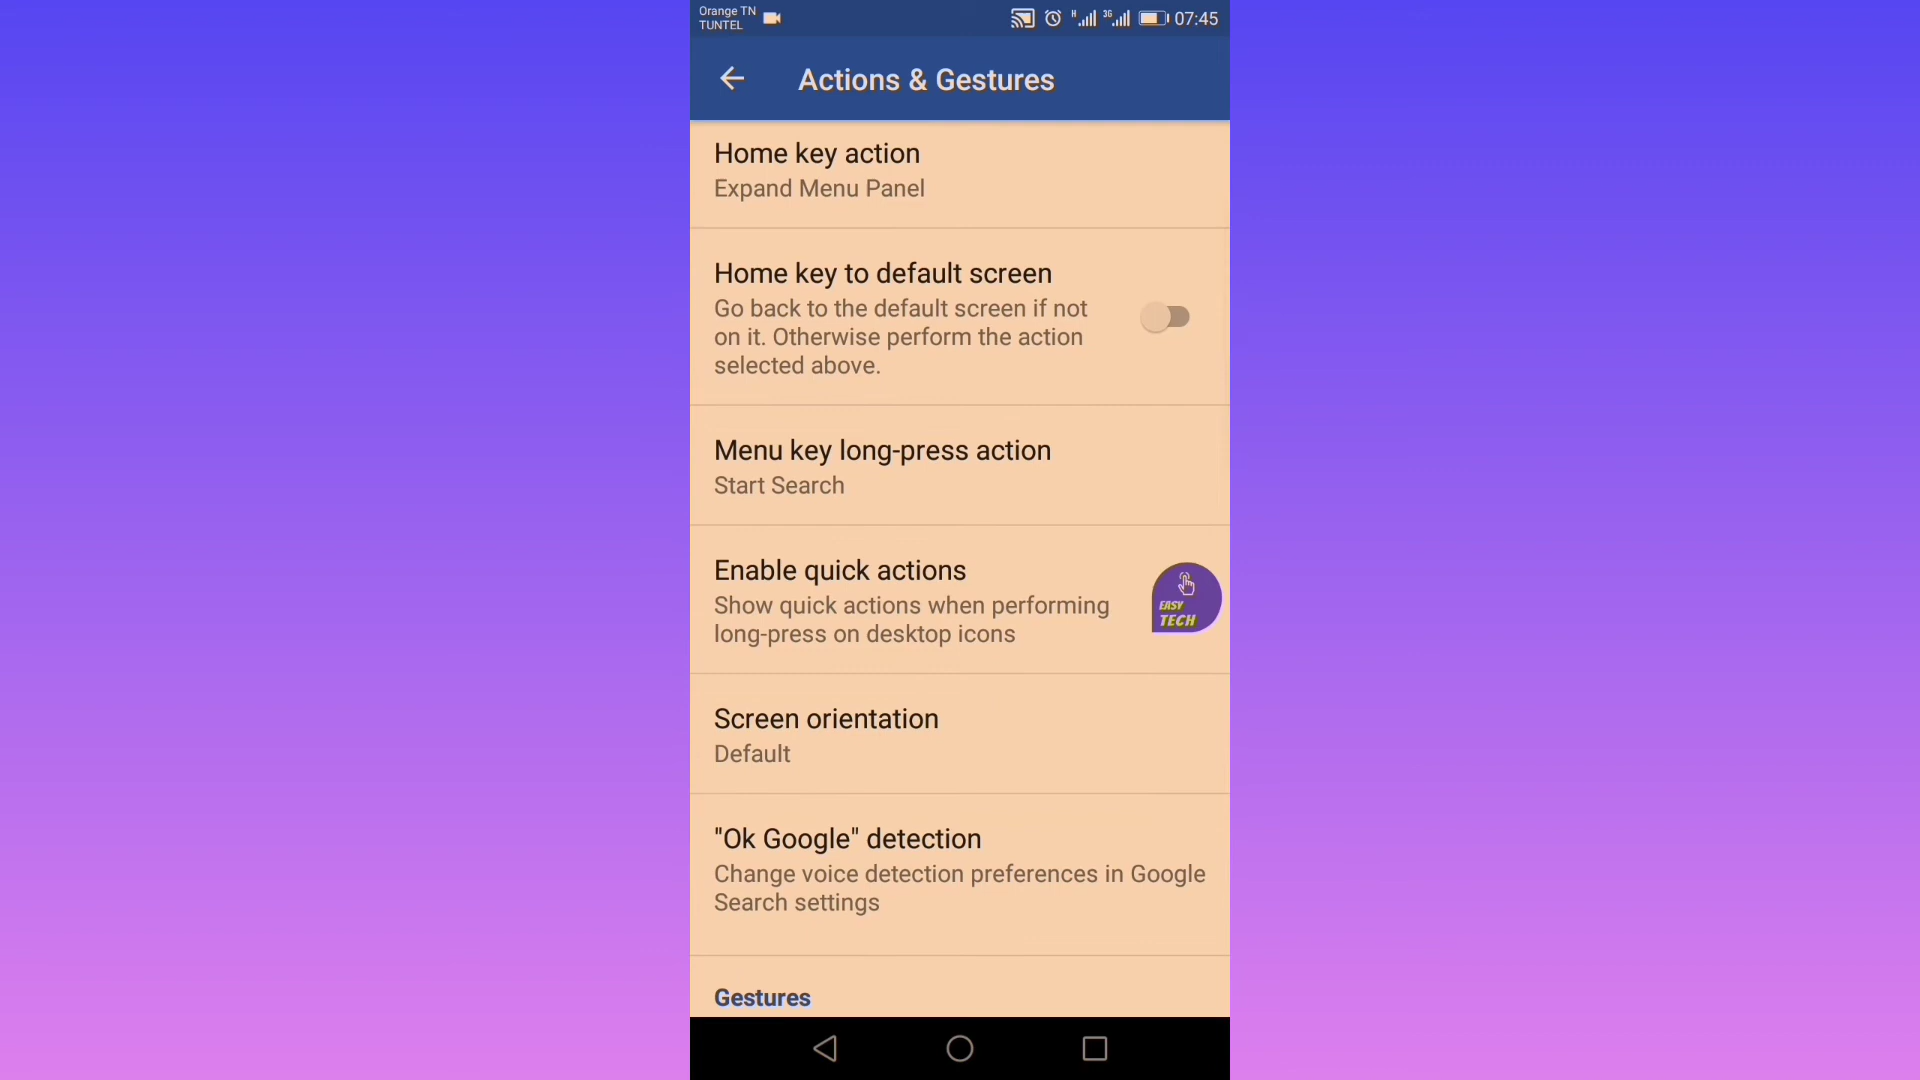 Orange TN
TUNTEL
H
3G
07:45
Actions & Gestures
Home key action
Expand Menu Panel
Home key to default screen
Go back to the default screen if not
on it. Otherwise perform the action
selected above.
Menu key long-press action
Start Search
Enable quick actions
Show quick actions when performing
long-press on desktop icons
EASY
TECH
Screen orientation
Default
"Ok Google" detection
Change voice detection preferences in Google
Search settings
Gestures